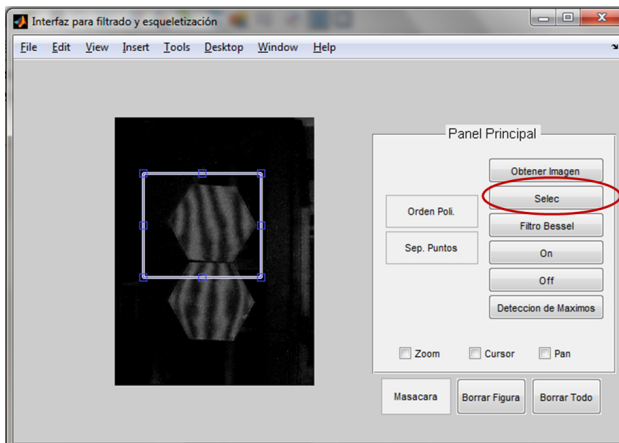 Interfaz para filtrado y esqueletización
File Edit View Insert Tools Desktop Window Help
Panel Principal
Obtener Imagen
Selec
Orden Poli.
Filtro Bessel
Sep. Puntos
On
Off
Deteccion de Maximos
Zoom Cursor Pan
Masacara Borrar Figura Borrar Todo